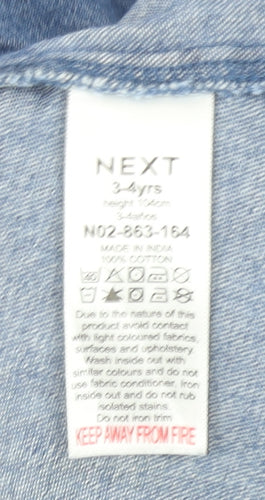 NEXT
3-4yrs
height 104cm
3-4años
N02-863-164
MADE IN INDIA
100% COTTON
Due to the nature of this
product avoid contact
with light coloured fabrics,
surfaces and upholstery.
Wash inside out with
similar colours and do not
use fabric conditioner. Iron
inside out and do not rub
isolated stains.
Do not iron trim
KEEP AWAY FROM FIRE